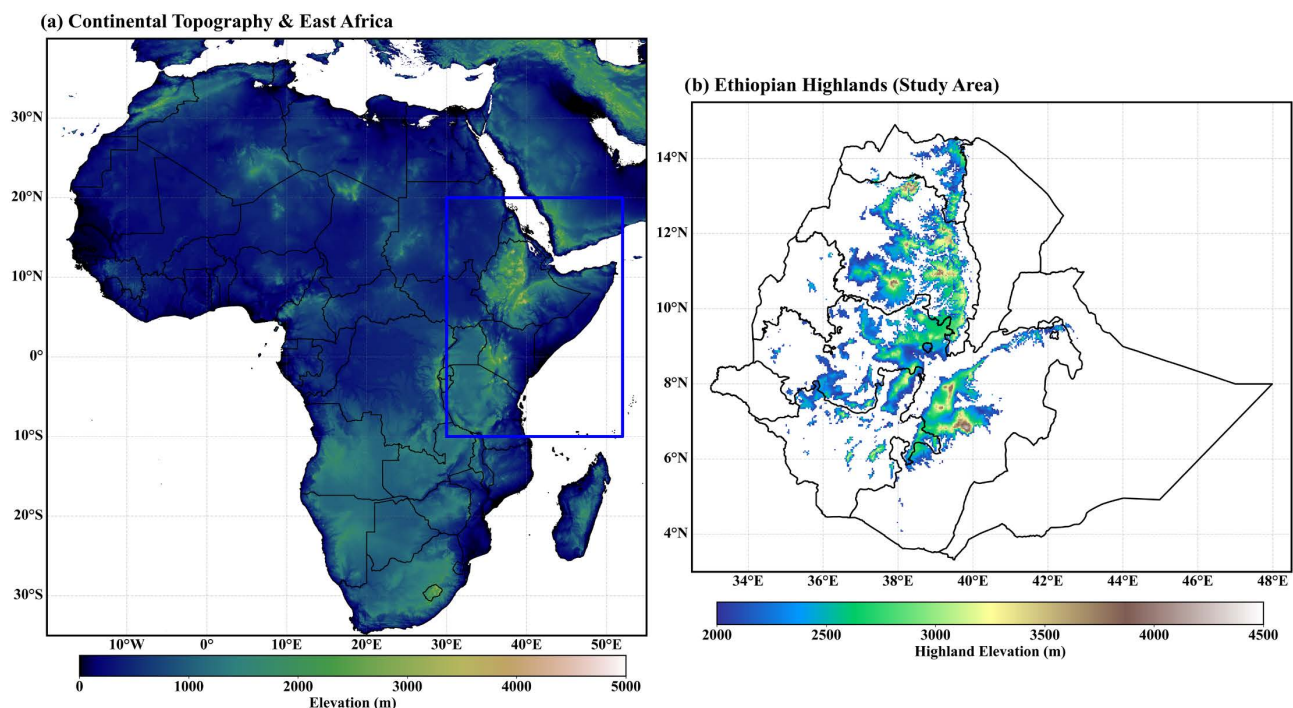 (a) Continental Topography & East Africa
30°N
20°N
10°N
0°
10°S
20°S
30°S
10°W 0° 10°E 20°E 30°E 40°E 50°E
0 1000 2000 3000 4000 5000
Elevation (m)
(b) Ethiopian Highlands (Study Area)
14°N
12°N
10°N
8°N
6°N
4°N
34°E 36°E 38°E 40°E 42°E 44°E 46°E 48°E
2000 2500 3000 3500 4000 4500
Highland Elevation (m)